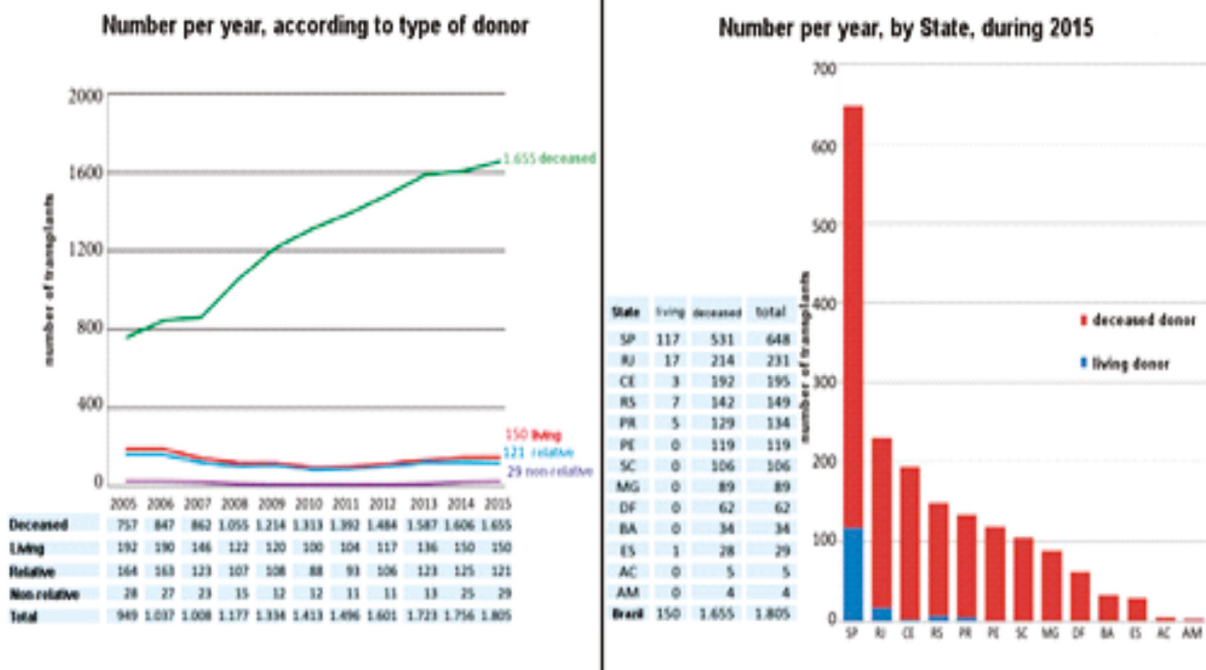 Number per year, according to type of donor
2000
1600
1200
800
400
0
number of transplants
1.655 deceased
150 living
121 relative
29 non-relative
2005 2006 2007 2008 2009 2010 2011 2012 2013 2014 2015
Deceased 757 847 862 1.055 1.214 1.313 1.392 1.484 1.587 1.606 1.655
Living 192 190 146 122 120 100 104 117 136 150 150
Relative 164 163 123 107 108 88 93 106 123 125 121
Non relative 28 27 23 15 12 12 11 11 13 25 29
Total 949 1.037 1.008 1.177 1.334 1.413 1.496 1.601 1.723 1.756 1.805
Number per year, by State, during 2015
700
600
500
400
300
200
100
0
number of transplants
deceased donor
living donor
State living deceased total
SP 117 531 648
RJ 17 214 231
CE 3 192 195
RS 7 142 149
PR 5 129 134
PE 0 119 119
SC 0 106 106
MG 0 89 89
DF 0 62 62
BA 0 34 34
ES 1 28 29
AC 0 5 5
AM 0 4 4
Brazil 150 1.655 1.805
SP RJ CE RS PR PE SC MG DF BA ES AC AM